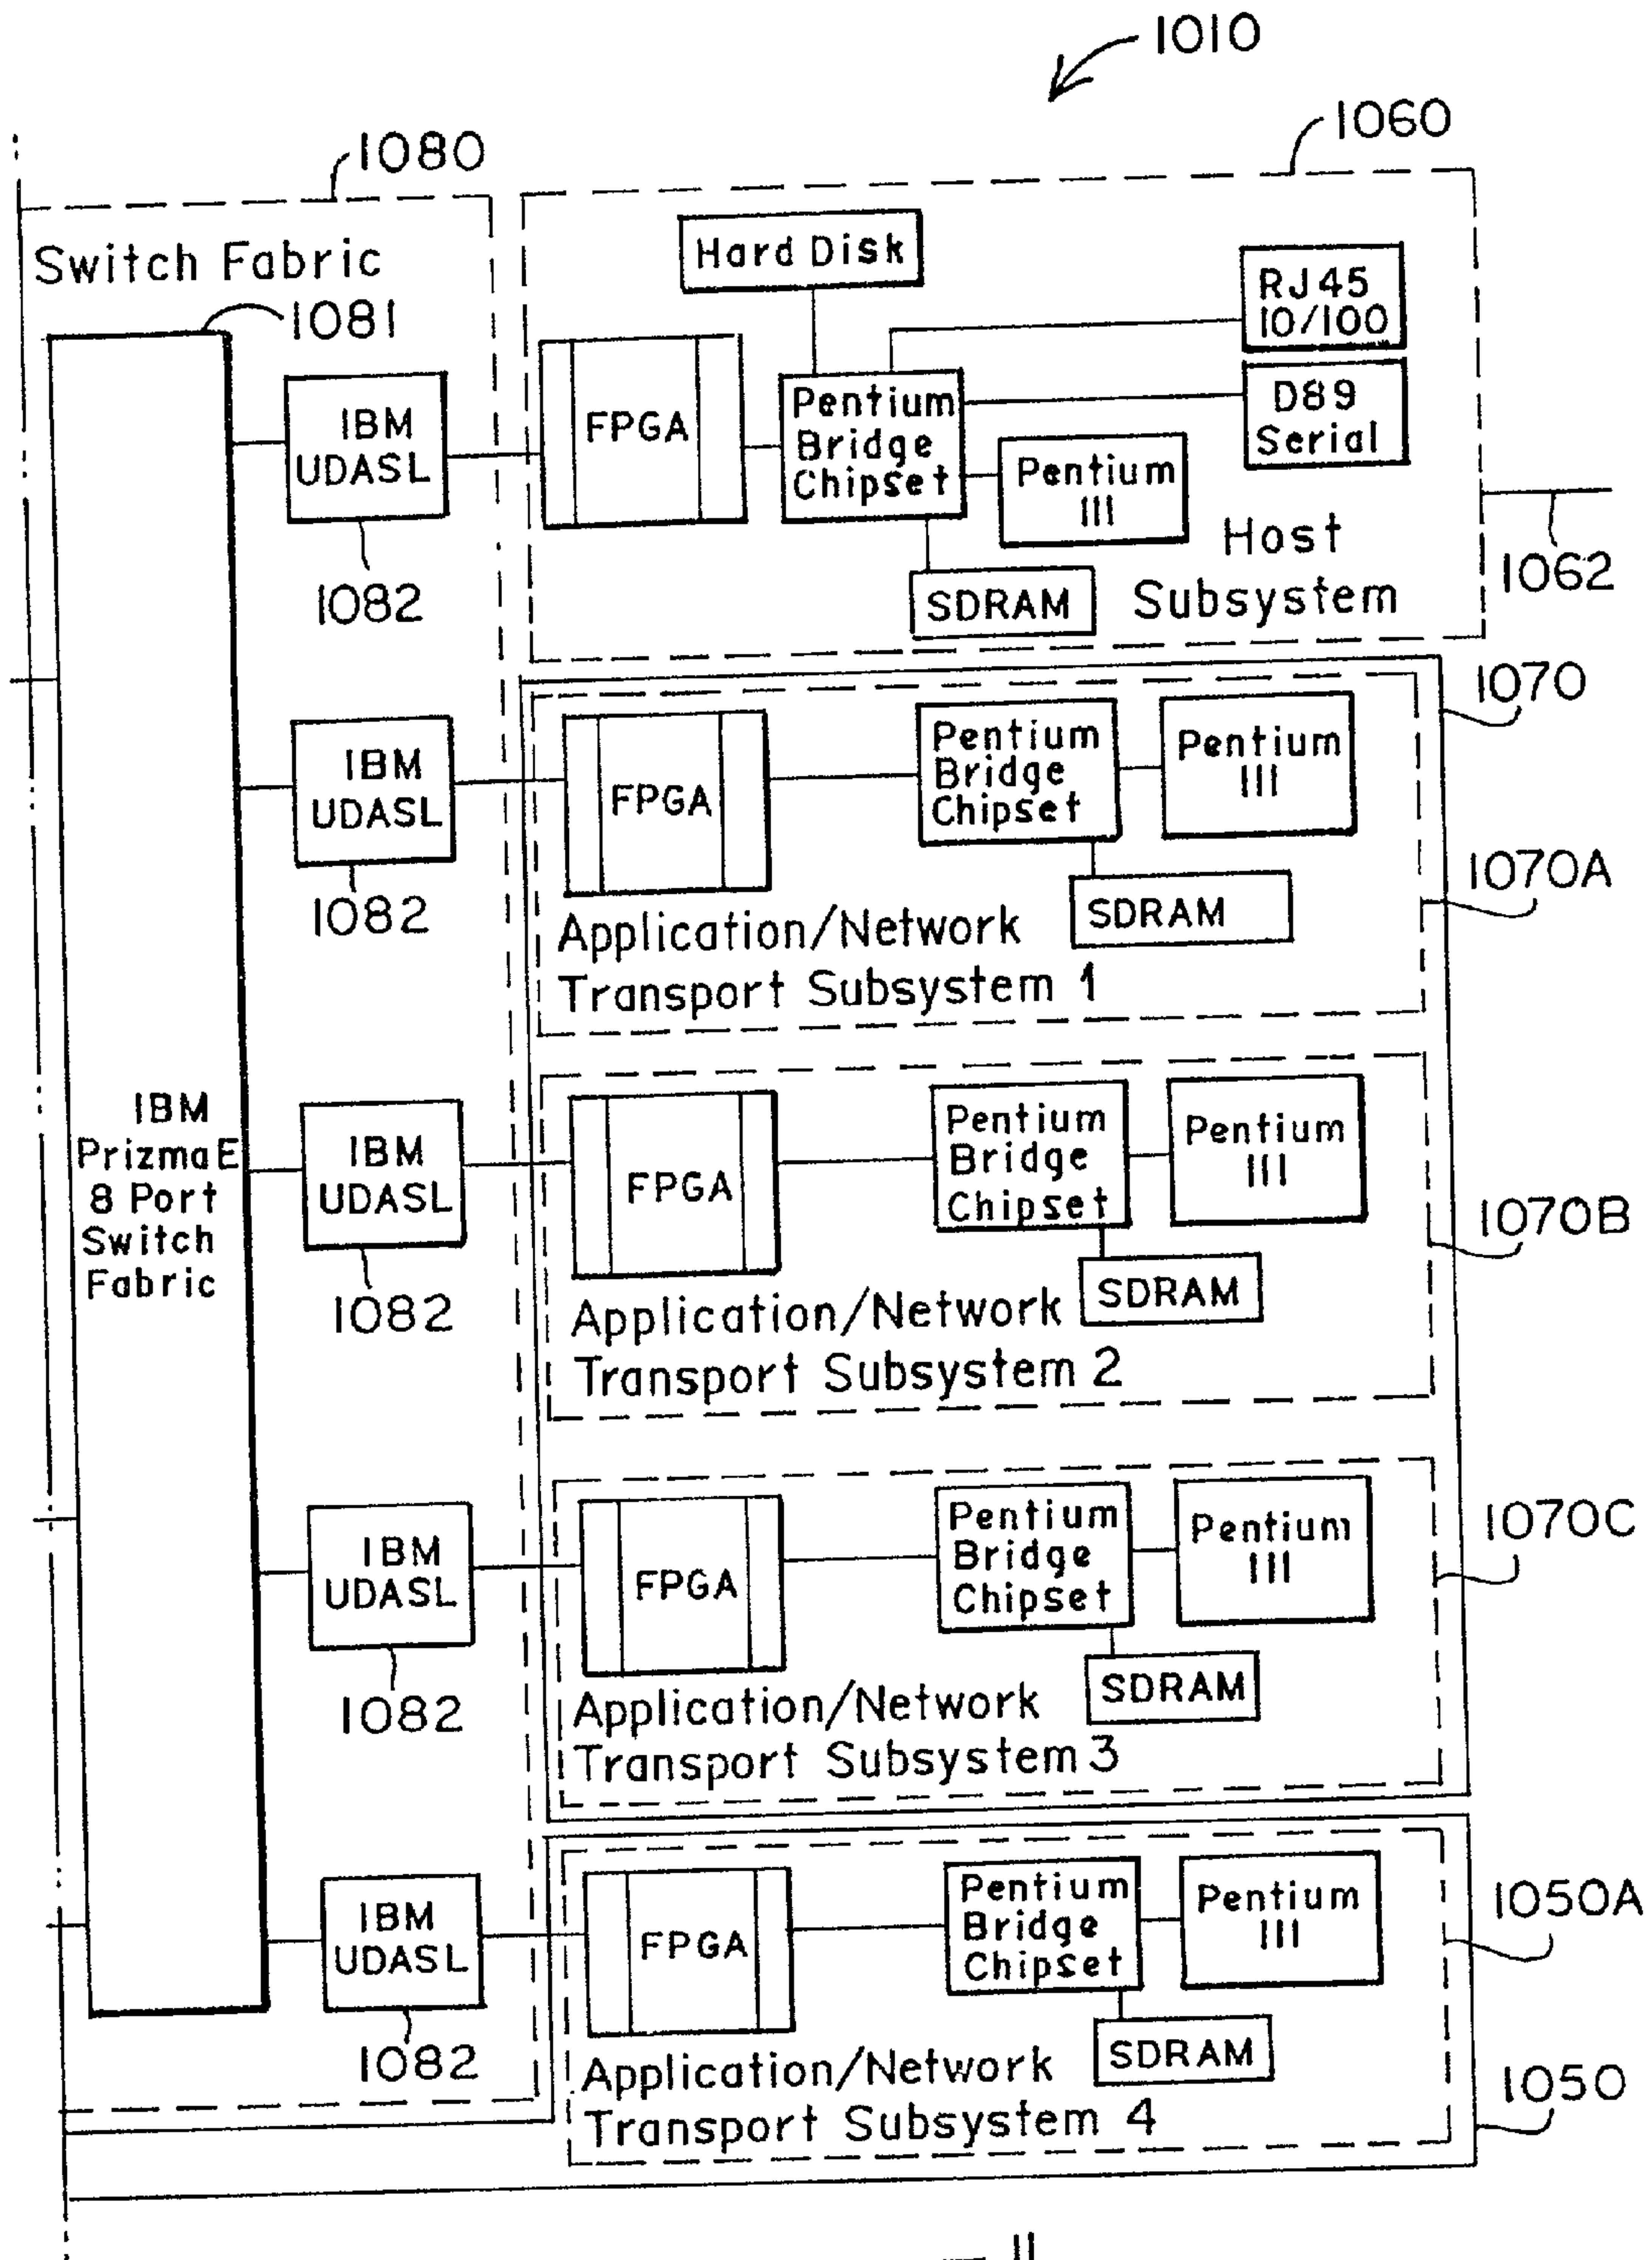 1010
1060
1080
Switch Fabric
1081
Hard Disk
RJ45
10/100
D89
Serial
IBM
UDASL
FPGA
Pentium
Bridge
Chipset
Pentium
III
SDRAM
Host
Subsystem
1062
1082
1070
IBM
UDASL
FPGA
Pentium
Bridge
Chipset
Pentium
III
1070A
SDRAM
1082
Application/Network
Transport Subsystem 1
IBM
PrizmaE
8 Port
Switch
Fabric
IBM
UDASL
FPGA
Pentium
Bridge
Chipset
Pentium
III
1070B
SDRAM
1082
Application/Network
Transport Subsystem 2
IBM
UDASL
FPGA
Pentium
Bridge
Chipset
Pentium
III
1070C
SDRAM
1082
Application/Network
Transport Subsystem 3
IBM
UDASL
FPGA
Pentium
Bridge
Chipset
Pentium
III
1050A
SDRAM
1082
Application/Network
Transport Subsystem 4
1050